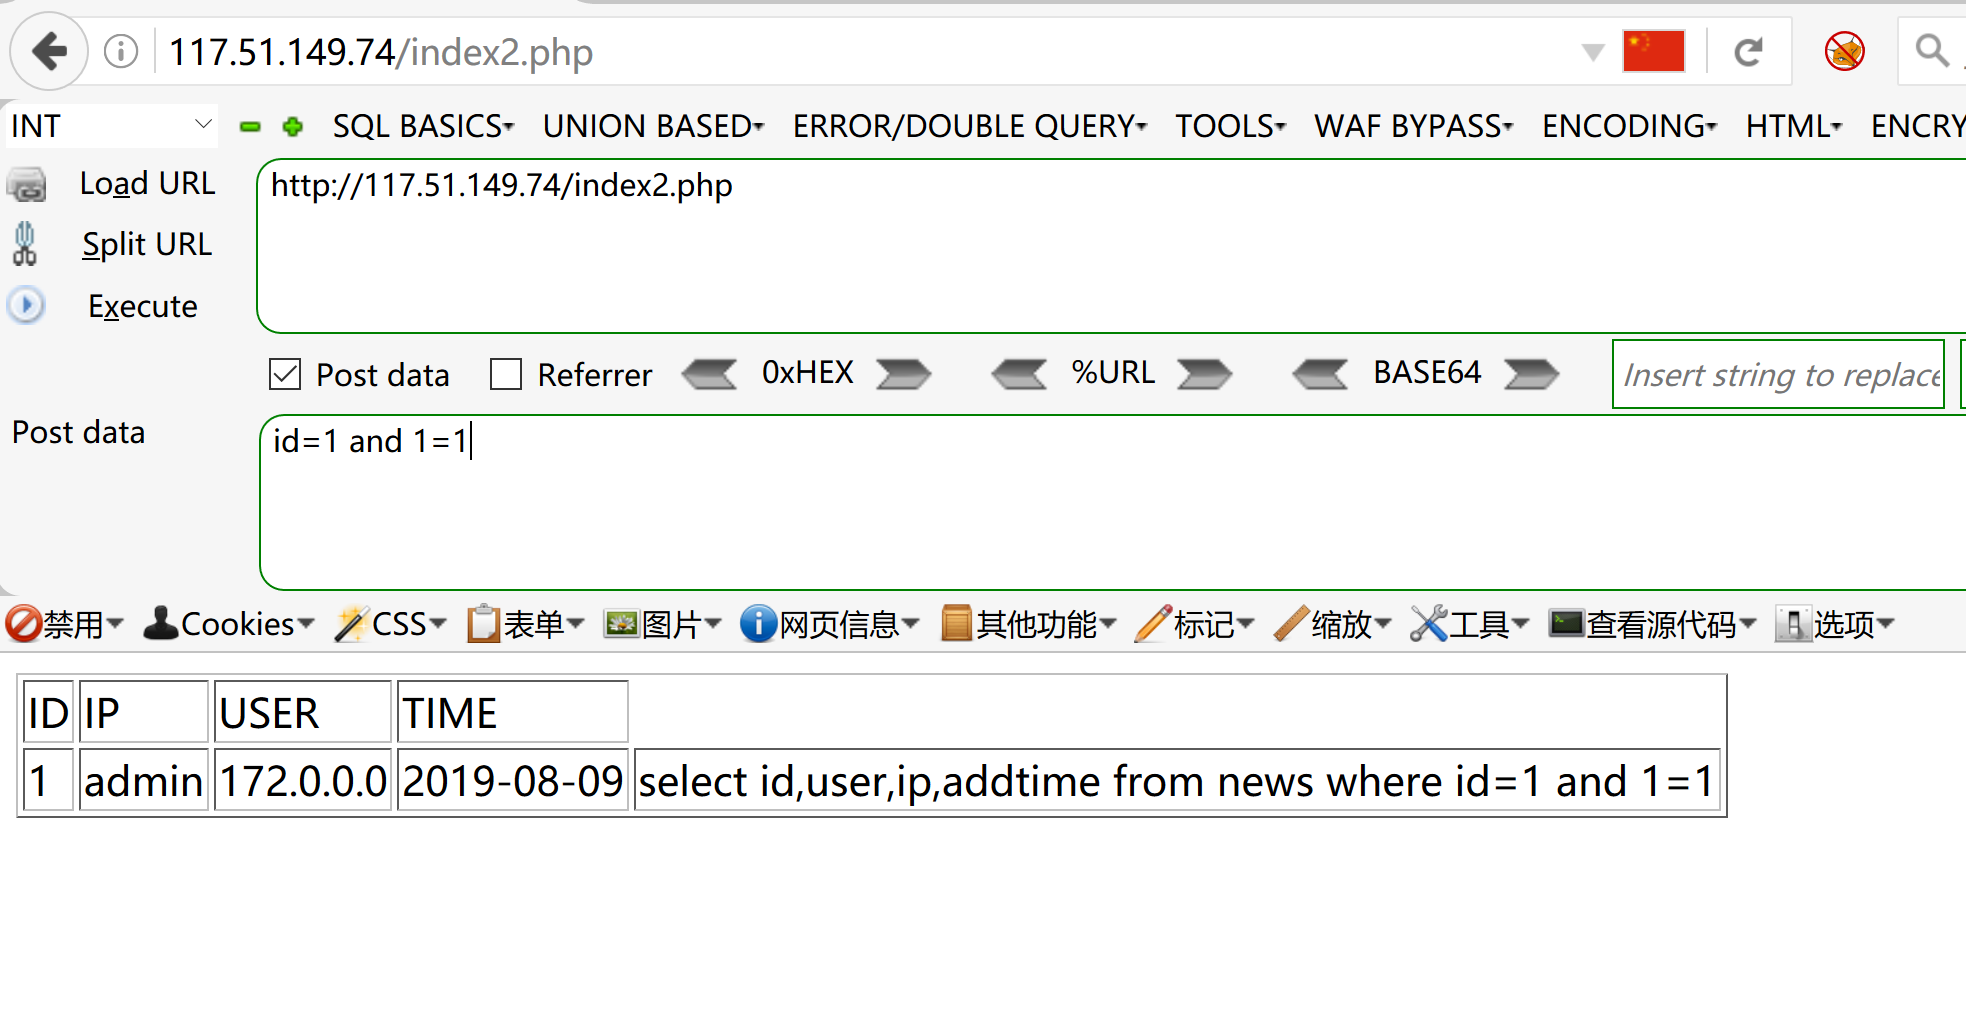 117.51.149.74/index2.php
INT SQL BASICS UNION BASED ERROR/DOUBLE QUERY TOOLS WAF BYPASS ENCODING HTML ENCRY
Load URL http://117.51.149.74/index2.php
Split URL
Execute
Post data Referrer 0xHEX %URL BASE64 Insert string to replace
Post data id=1 and 1=1
禁用 Cookies CSS 表单 图片 网页信息 其他功能 标记 缩放 工具 查看源代码 选项
ID IP USER TIME
1 admin 172.0.0.0 2019-08-09 select id,user,ip,addtime from news where id=1 and 1=1